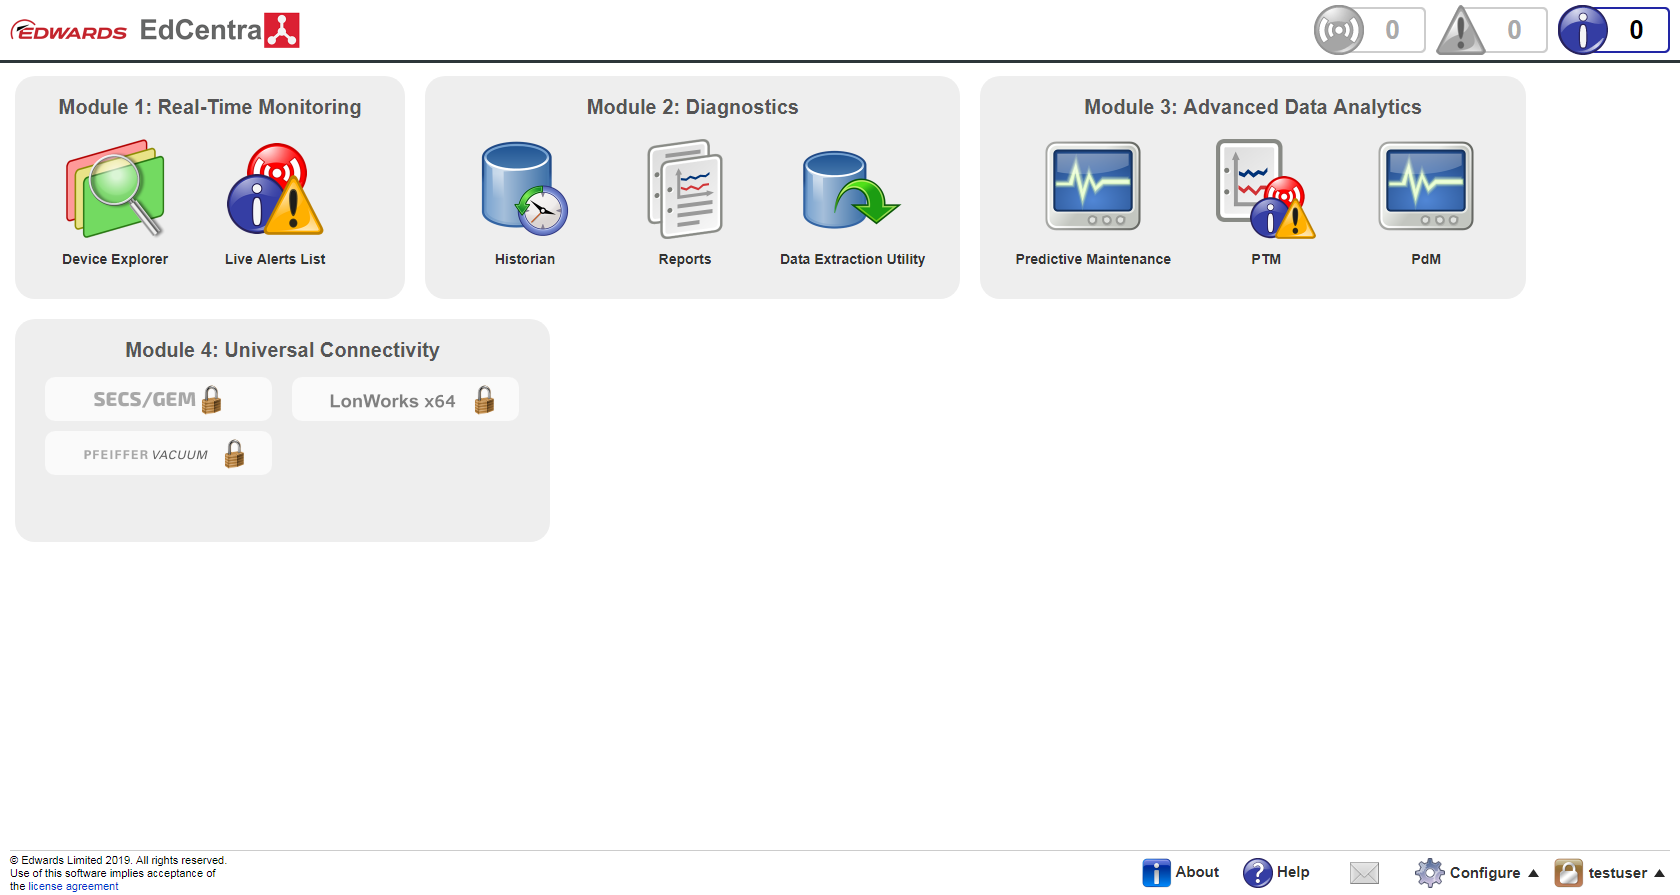 EDWARDS EdCentra 0 0 0
Module 1: Real-Time Monitoring
Device Explorer Live Alerts List
Module 2: Diagnostics
Historian Reports Data Extraction Utility
Module 3: Advanced Data Analytics
Predictive Maintenance PTM PdM
Module 4: Universal Connectivity
SECS/GEM LonWorks x64
PFEIFFER VACUUM
© Edwards Limited 2019. All rights reserved.
Use of this software implies acceptance of
the license agreement
About Help Configure testuser